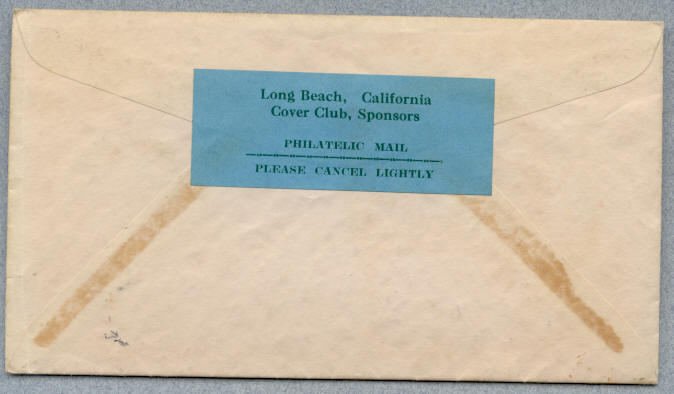 Long Beach, California
Cover Club, Sponsors
PHILATELIC MAIL
PLEASE CANCEL LIGHTLY